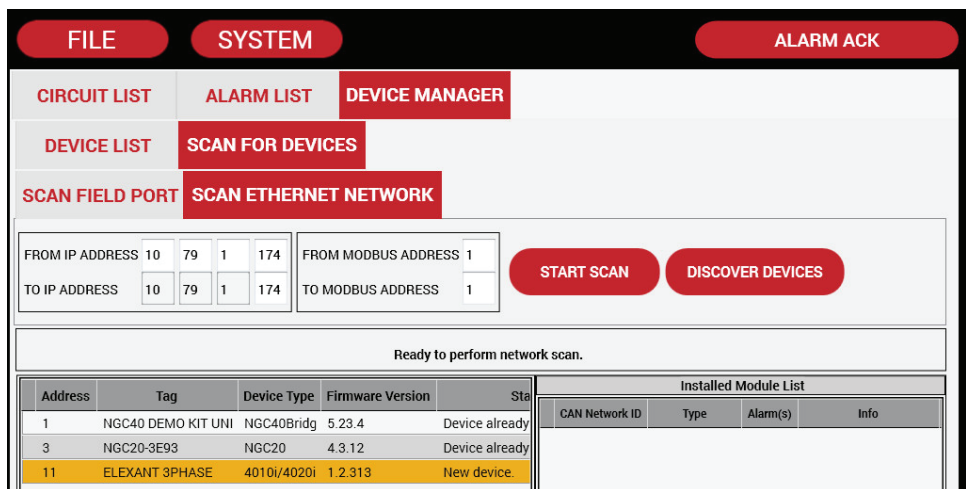 FILE SYSTEM ALARM ACK
CIRCUIT LIST ALARM LIST DEVICE MANAGER
DEVICE LIST SCAN FOR DEVICES
SCAN FIELD PORT SCAN ETHERNET NETWORK
FROM IP ADDRESS 10 79 1 174 FROM MODBUS ADDRESS 1
START SCAN DISCOVER DEVICES
TO IP ADDRESS 10 79 1 174 TO MODBUS ADDRESS 1
Ready to perform network scan.
Installed Module List
Address Tag Device Type Firmware Version Sta
CAN Network ID Type Alarm(s) Info
1 NGC40 DEMO KIT UNI NGC40Bridg 5.23.4 Device already
3 NGC20-3E93 NGC20 4.3.12 Device already
11 ELEXANT 3PHASE 4010i/4020i 1.2.313 New device.